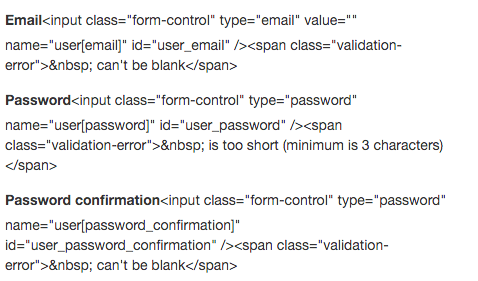 Email<input class="form-control" type="email" value=""
name="user[email]" id="user_email" /><span class="validation-
error">&nbsp; can't be blank</span>
Password<input class="form-control" type="password"
name="user[password]" id="user_password" /><span
class="validation-error">&nbsp; is too short (minimum is 3 characters)
</span>
Password confirmation<input class="form-control" type="password"
name="user[password_confirmation]"
id="user_password_confirmation" /><span class="validation-
error">&nbsp; can't be blank</span>